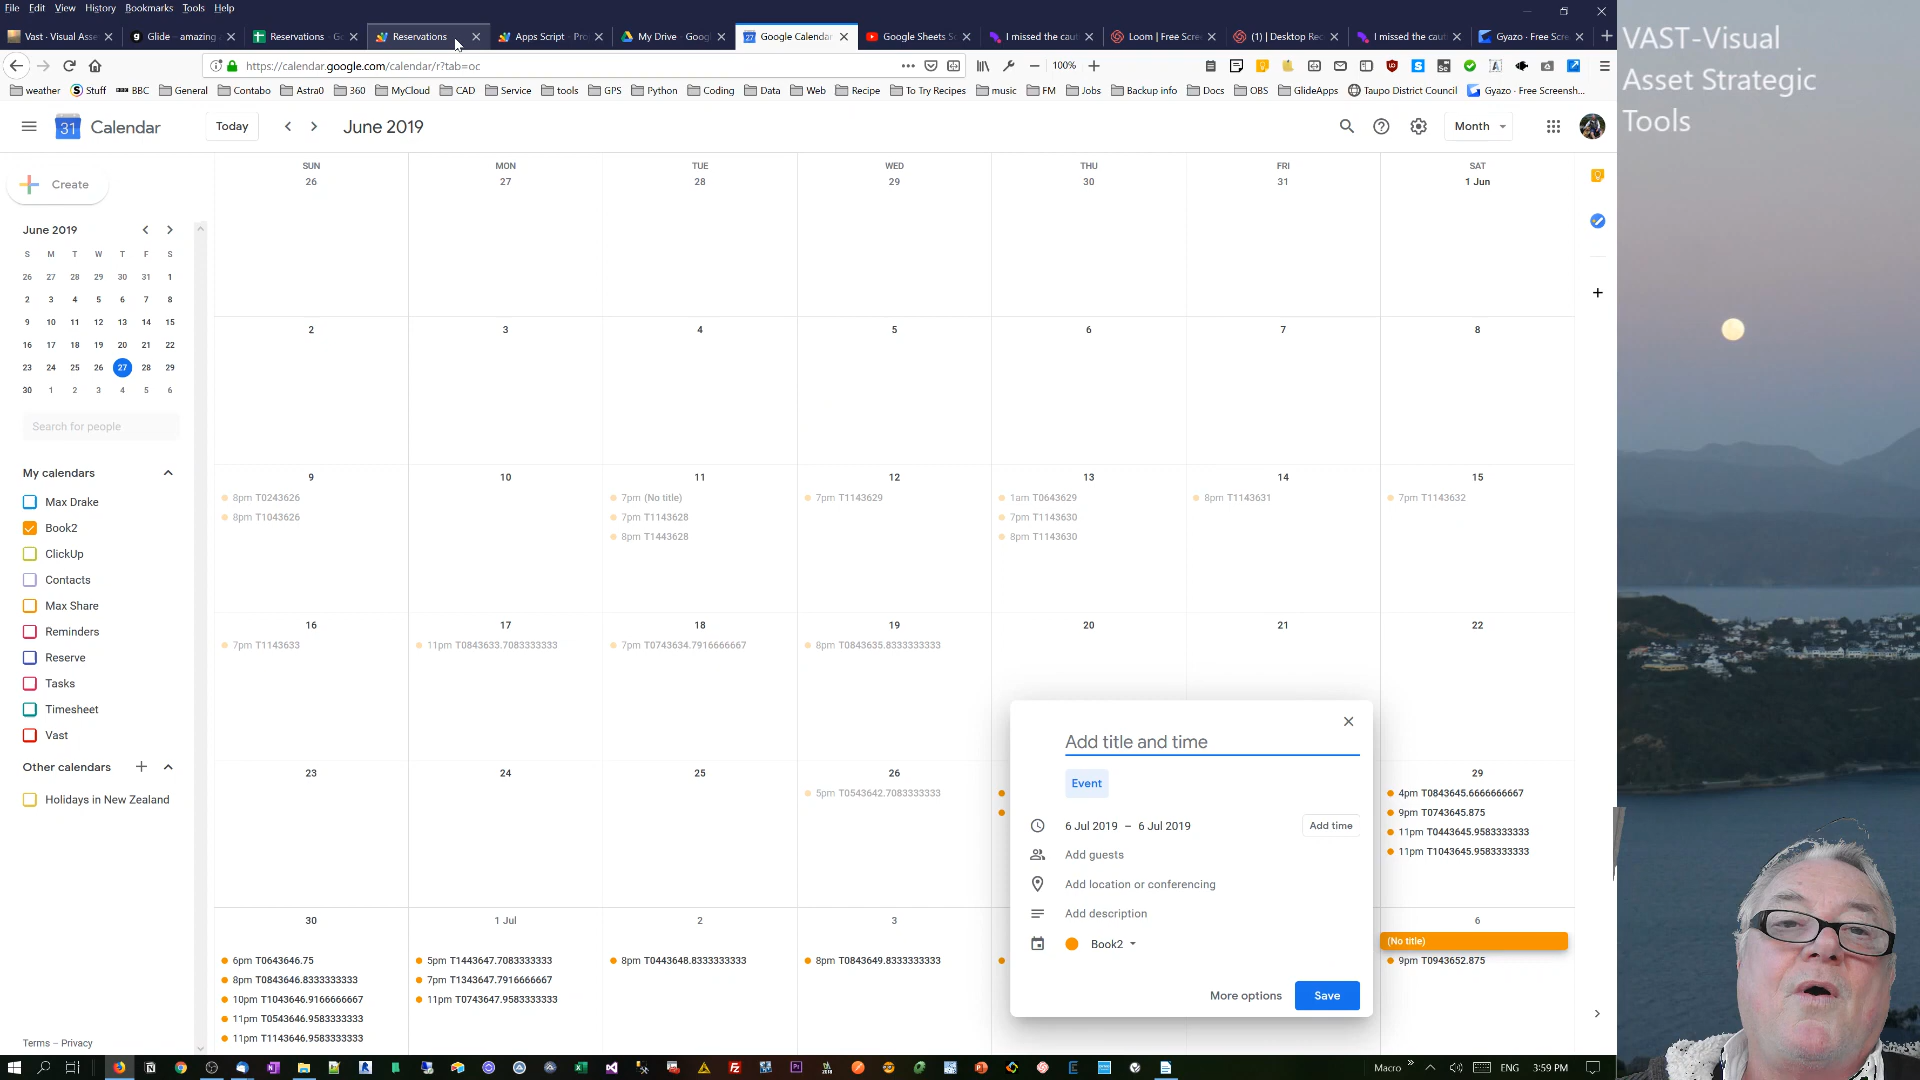 File Edit View History Bookmarks Tools Help
Vast - Visual Asse
Glide – amazing
Reservations - Go
Reservations
Apps Script - Pro
My Drive - Googl
Google Calendar
Google Sheets Sc
I missed the caut
Loom | Free Scre
(1) | Desktop Rec
I missed the caut
Gyazo - Free Scre
https://calendar.google.com/calendar/r?tab=oc
100%
weather Stuff BBC General Contabo Astra0 360 MyCloud CAD Service tools GPS Python Coding Data Web Recipe To Try Recipes music FM Jobs Backup info Docs OBS GlideApps Taupo District Council Gyazo - Free Screensh...
31 Calendar Today June 2019 Month
VAST-Visual
Asset Strategic
Tools
Create
June 2019
S M T W T F S
26 27 28 29 30 31 1
2 3 4 5 6 7 8
9 10 11 12 13 14 15
16 17 18 19 20 21 22
23 24 25 26 27 28 29
30 1 2 3 4 5 6
Search for people
My calendars
Max Drake
Book2
ClickUp
Contacts
Max Share
Reminders
Reserve
Tasks
Timesheet
Vast
Other calendars
Holidays in New Zealand
Terms – Privacy
SUN MON TUE WED THU FRI SAT
26 27 28 29 30 31 1 Jun
2 3 4 5 6 7 8
9 10 11 12 13 14 15
8pm T0243626 7pm (No title) 7pm T1143629 1am T0643629 8pm T1143631 7pm T1143632
8pm T1043626 7pm T1143628 7pm T1143630
8pm T1443628 8pm T1143630
16 17 18 19 20 21 22
7pm T1143633 11pm T0843633.7083333333 7pm T0743634.7916666667 8pm T0843635.8333333333
23 24 25 26 29
5pm T0543642.7083333333 4pm T0843645.6666666667
9pm T0743645.875
11pm T0443645.9583333333
11pm T1043645.9583333333
30 1 Jul 2 3 6
(No title)
6pm T0643646.75 5pm T1443647.7083333333 8pm T0443648.8333333333 8pm T0843649.8333333333 9pm T0943652.875
8pm T0843646.8333333333 7pm T1343647.7916666667
10pm T1043646.9166666667 11pm T0743647.9583333333
11pm T0543646.9583333333
11pm T1143646.9583333333
Add title and time
Event
6 Jul 2019 – 6 Jul 2019 Add time
Add guests
Add location or conferencing
Add description
Book2
More options Save
Macro ENG 3:59 PM